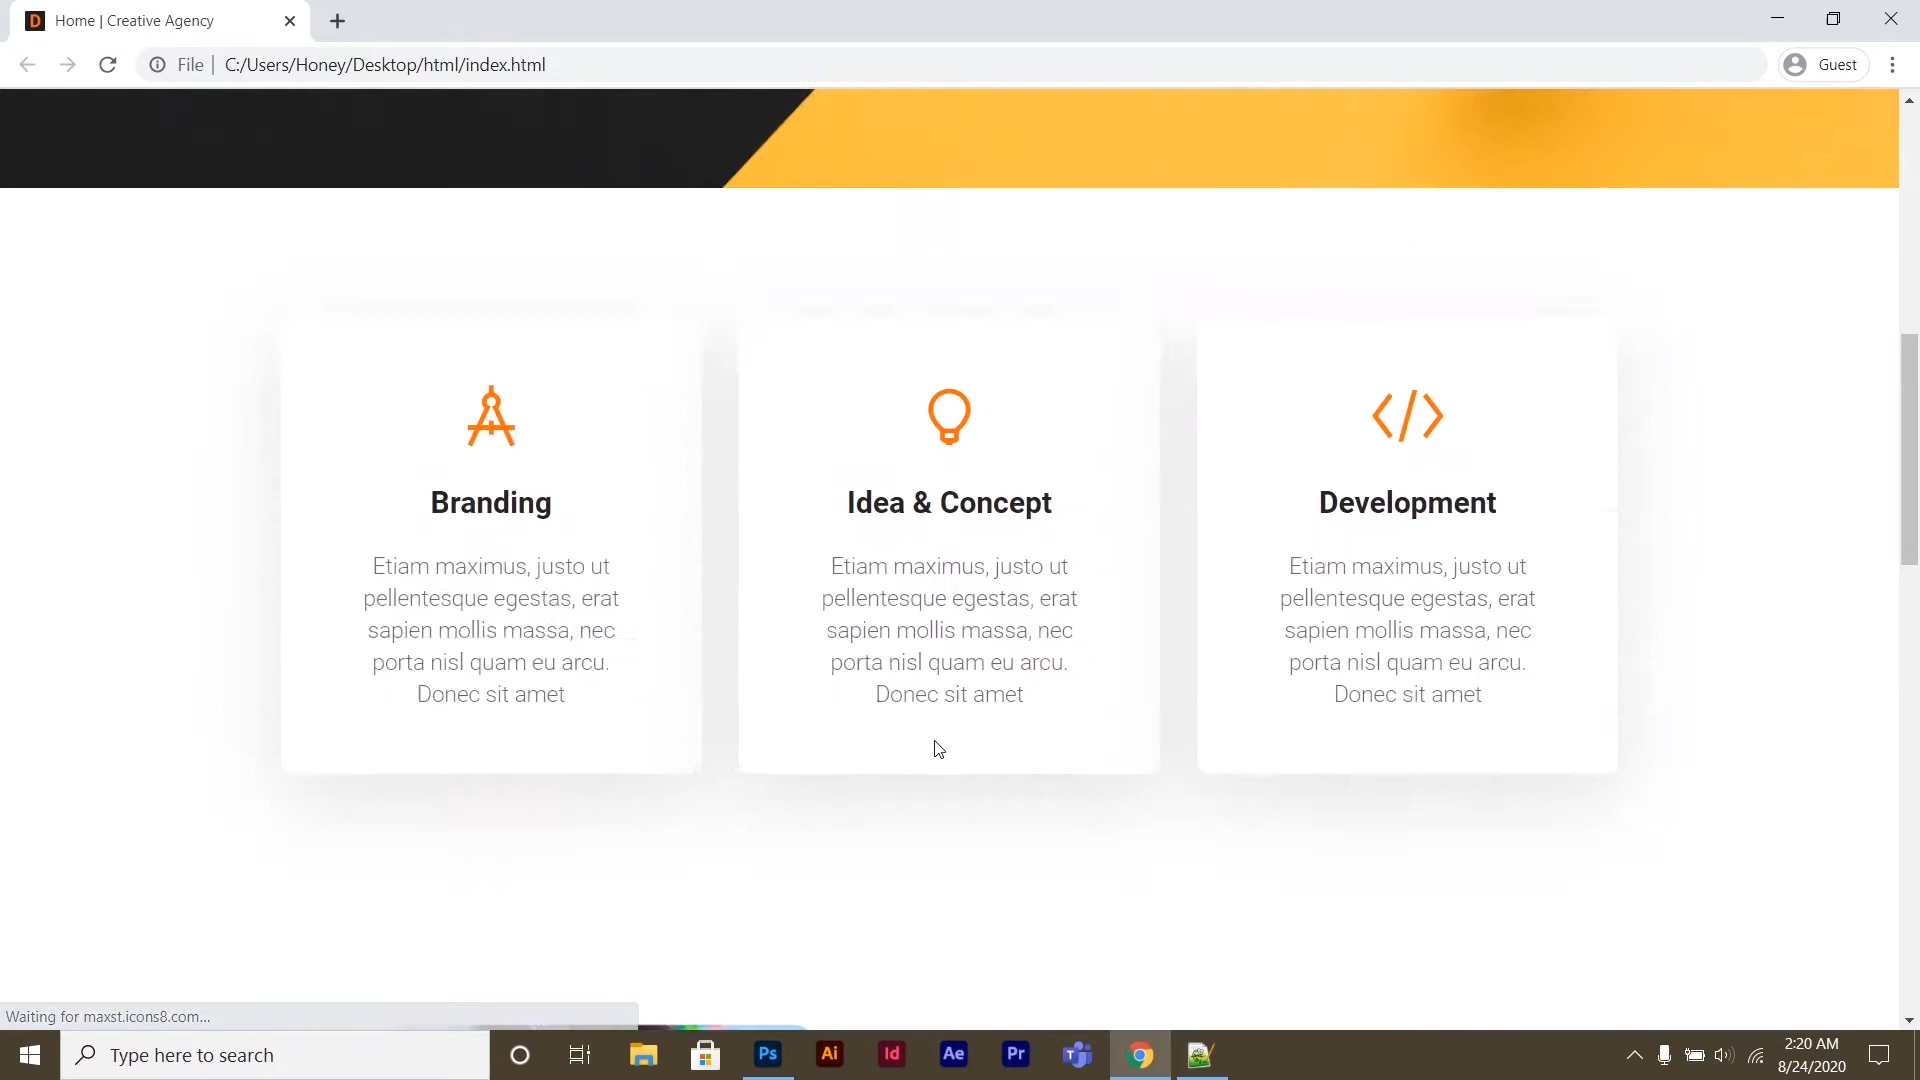 D Home | Creative Agency
File | C:/Users/Honey/Desktop/html/index.html
Guest
Branding
Etiam maximus, justo ut
pellentesque egestas, erat
sapien mollis massa, nec
porta nisl quam eu arcu.
Donec sit amet
Idea & Concept
Etiam maximus, justo ut
pellentesque egestas, erat
sapien mollis massa, nec
porta nisl quam eu arcu.
Donec sit amet
Development
Etiam maximus, justo ut
pellentesque egestas, erat
sapien mollis massa, nec
porta nisl quam eu arcu.
Donec sit amet
Waiting for maxst.icons8.com...
Type here to search
Ps
Ai
Id
Ae
Pr
2:20 AM
8/24/2020